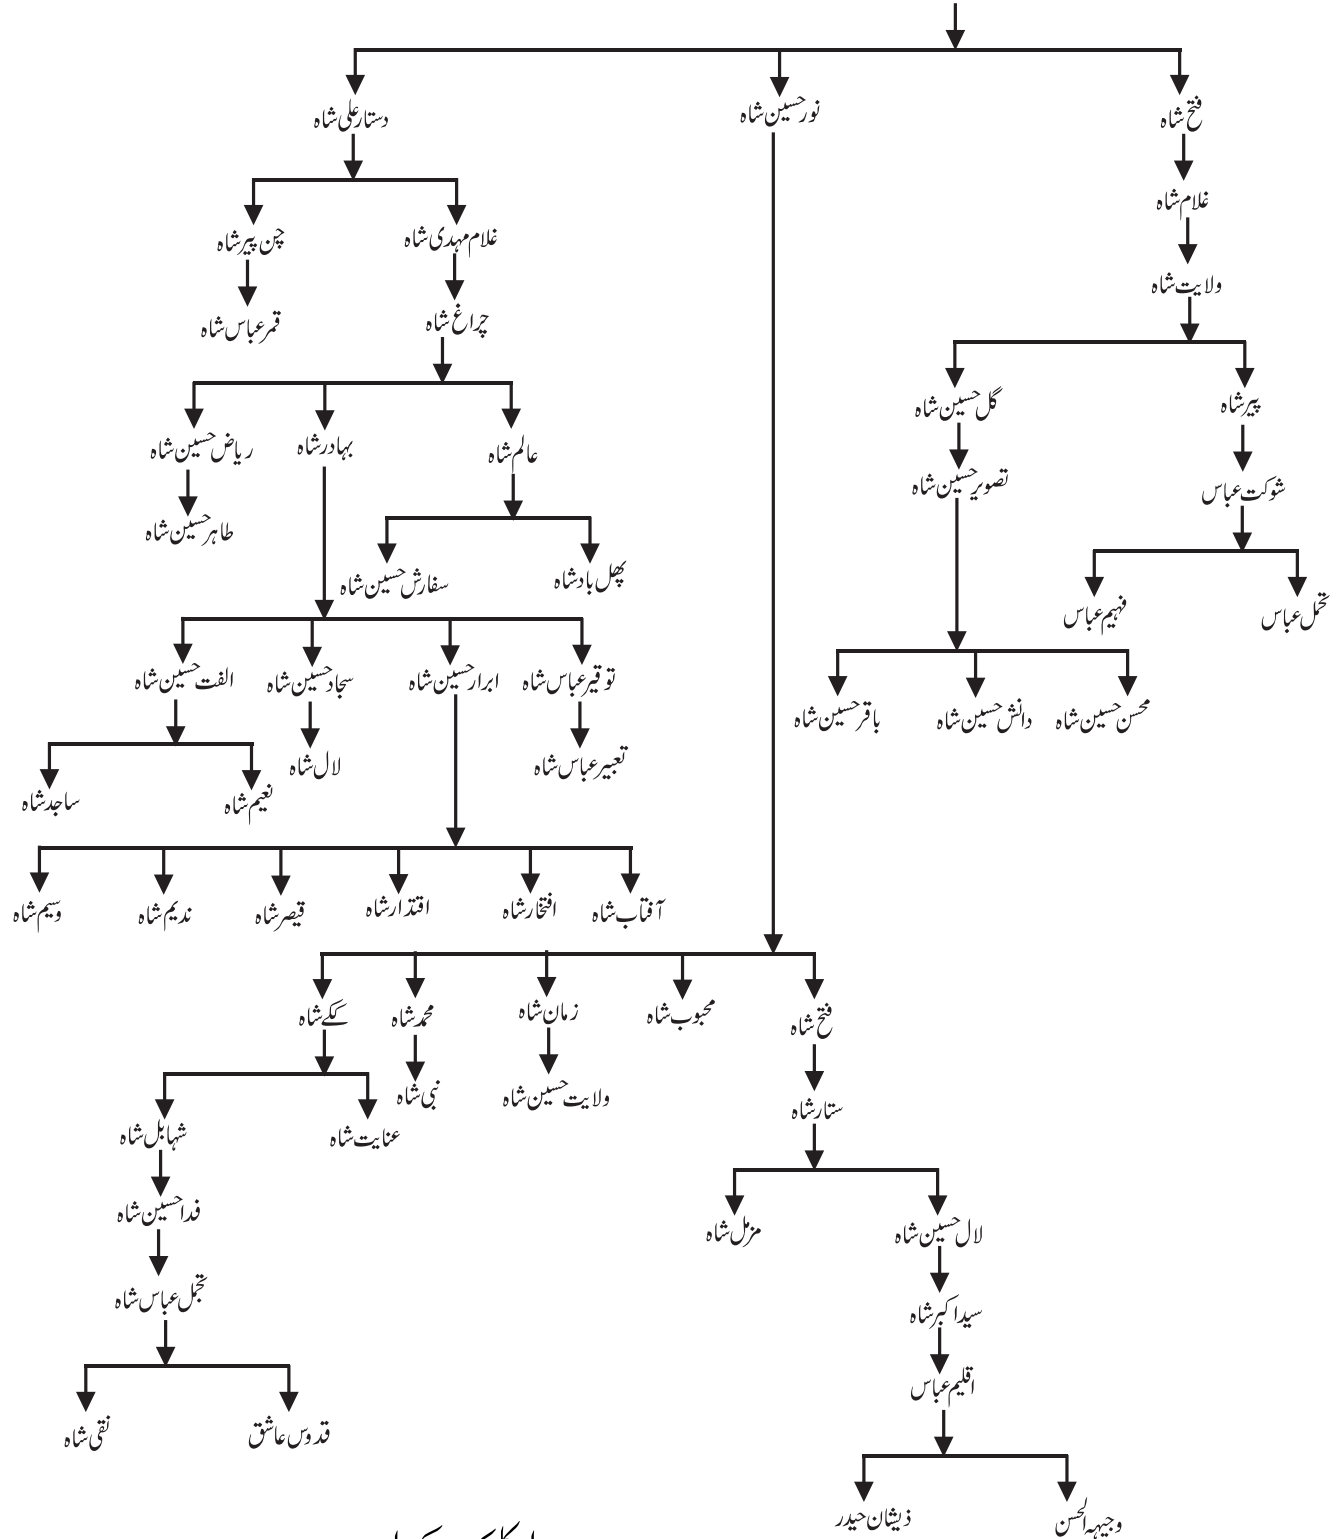 فتح شاہ
نور حسین شاہ
دستار علی شاہ
غلام شاہ
غلام مہدی شاہ
چن پیر شاہ
ولایت شاہ
چراغ شاہ
قمر عباس شاہ
پیر شاہ
گل حسین شاہ
عالم شاہ
بہادر شاہ
ریاض حسین شاہ
شوکت عباس
تصویر حسین شاہ
طاہر حسین شاہ
پھل بادشاہ
سفارش حسین شاہ
تحمل عباس
فہیم عباس
توقیر عباس شاہ
ابرار حسین شاہ
سجاد حسین شاہ
الفت حسین شاہ
محسن حسین شاہ
دانش حسین شاہ
باقر حسین شاہ
تعبیر عباس شاہ
لال شاہ
نعیم شاہ
ساجد شاہ
آفتاب شاہ
افتخار شاہ
اقتدار شاہ
قیصر شاہ
ندیم شاہ
وسیم شاہ
فتح شاہ
محبوب شاہ
زمان شاہ
محمد شاہ
ککے شاہ
ستار شاہ
ولایت حسین شاہ
نبی شاہ
عنایت شاہ
شہابل شاہ
لال حسین شاہ
مزمل شاہ
فدا حسین شاہ
سید اکبر شاہ
تجمل عباس شاہ
اقلیم عباس
قدوس عاشق
نقی شاہ
وجیہہ الحسن
ذیشان حیدر